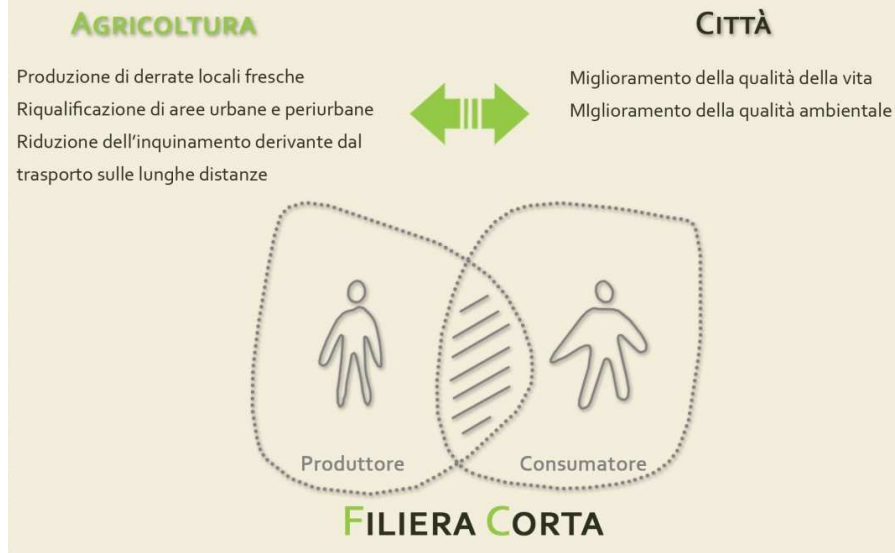 AGRICOLTURA
Produzione di derrate locali fresche
Riqualificazione di aree urbane e periurbane
Riduzione dell'inquinamento derivante dal
trasporto sulle lunghe distanze
CITTÀ
Miglioramento della qualità della vita
MIglioramento della qualità ambientale
Produttore
Consumatore
FILIERA CORTA